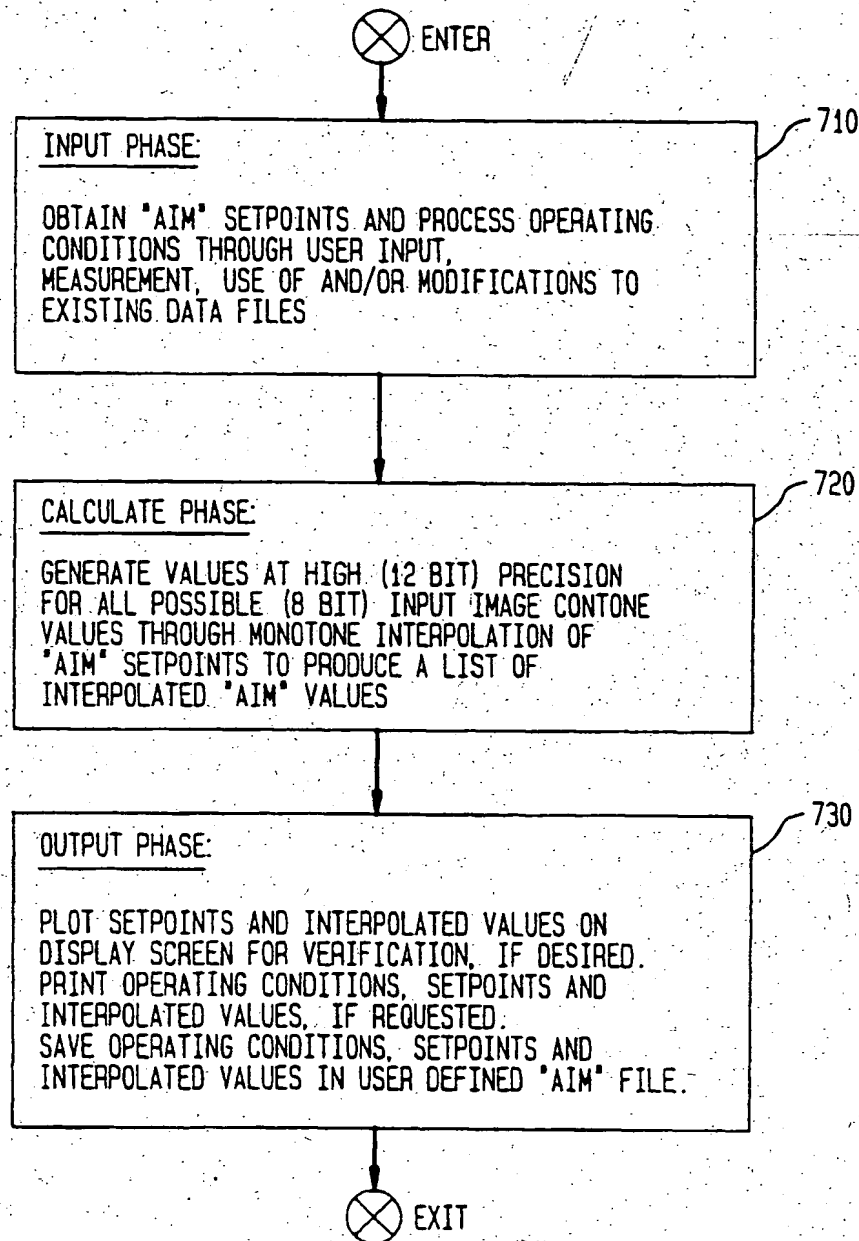 ENTER
710
INPUT PHASE:
OBTAIN "AIM" SETPOINTS AND PROCESS OPERATING
CONDITIONS THROUGH USER INPUT,
MEASUREMENT, USE OF AND/OR MODIFICATIONS TO
EXISTING DATA FILES
720
CALCULATE PHASE:
GENERATE VALUES AT HIGH (12 BIT) PRECISION
FOR ALL POSSIBLE (8 BIT) INPUT IMAGE CONTONE
VALUES THROUGH MONOTONE INTERPOLATION OF
"AIM" SETPOINTS TO PRODUCE A LIST OF
INTERPOLATED "AIM" VALUES
730
OUTPUT PHASE:
PLOT SETPOINTS AND INTERPOLATED VALUES ON
DISPLAY SCREEN FOR VERIFICATION, IF DESIRED.
PRINT OPERATING CONDITIONS, SETPOINTS AND
INTERPOLATED VALUES, IF REQUESTED.
SAVE OPERATING CONDITIONS, SETPOINTS AND
INTERPOLATED VALUES IN USER DEFINED "AIM" FILE.
EXIT